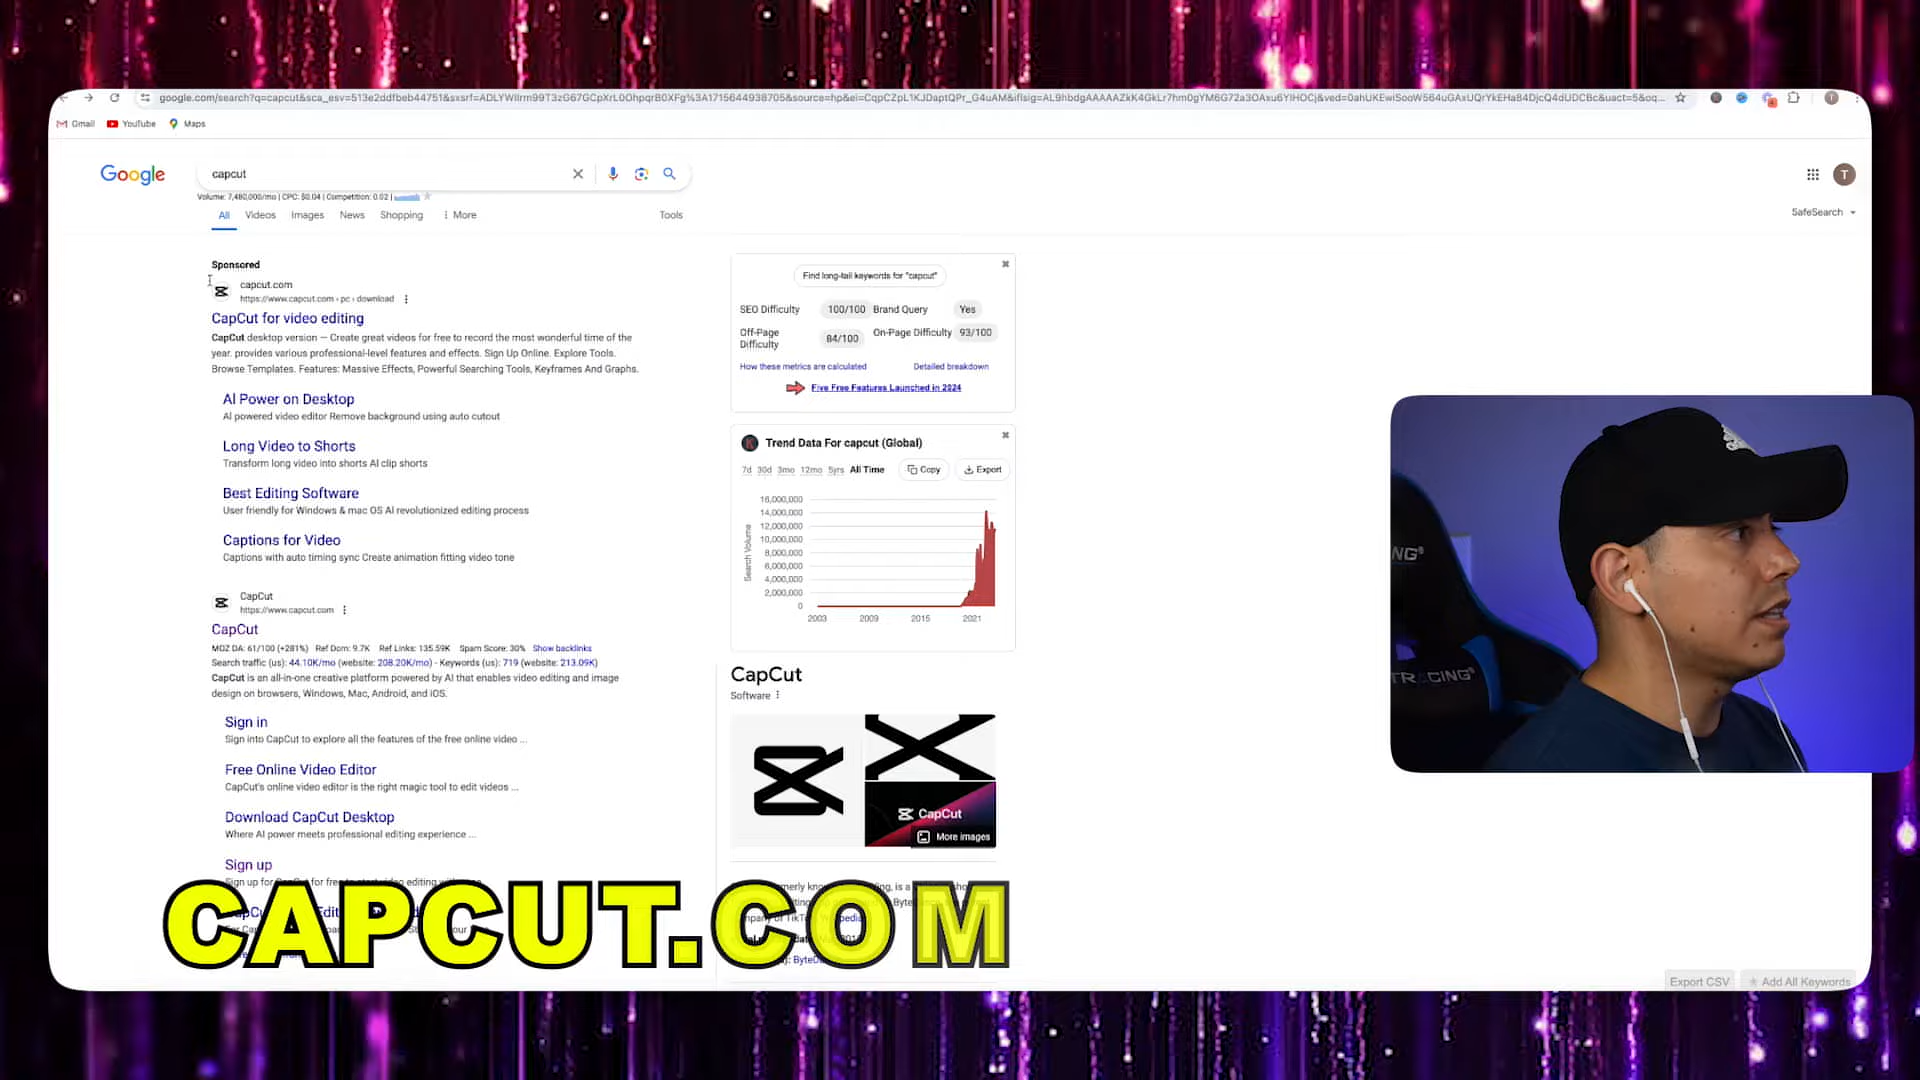 google.com/search?q=capcut&sca_esv=513e2ddfbeb44751&sxsrf=
Gmail YouTube Maps
Google
capcut
T
Volume: 7,480,000/mo | CPC: $0.04 | Competition: 0.02 |
All Videos Images News Shopping More Tools
SafeSearch
Sponsored
capcut.com
https://www.capcut.com › pc › download
CapCut for video editing
CapCut desktop version — Create great videos for free to record the most wonderful time of the
year. provides various professional-level features and effects. Sign Up Online. Explore Tools.
Browse Templates. Features: Massive Effects, Powerful Searching Tools, Keyframes And Graphs.
AI Power on Desktop
AI powered video editor Remove background using auto cutout
Long Video to Shorts
Transform long video into shorts AI clip shorts
Best Editing Software
User friendly for Windows & mac OS AI revolutionized editing process
Captions for Video
Captions with auto timing sync Create animation fitting video tone
CapCut
https://www.capcut.com
CapCut
MOZ DA: 61/100 (+281%) Ref Dom: 9.7K Ref Links: 135.59K Spam Score: 30% Show backlinks
Search traffic (us): 44.10K/mo (website: 208.20K/mo) - Keywords (us): 719 (website: 213.09K)
CapCut is an all-in-one creative platform powered by AI that enables video editing and image
design on browsers, Windows, Mac, Android, and iOS.
Sign in
Sign into CapCut to explore all the features of the free online video ...
Free Online Video Editor
CapCut's online video editor is the right magic tool to edit videos ...
Download CapCut Desktop
Where AI power meets professional editing experience ...
Sign up
Find long-tail keywords for "capcut"
SEO Difficulty 100/100 Brand Query Yes
Off-Page
Difficulty 84/100 On-Page Difficulty 93/100
How these metrics are calculated Detailed breakdown
Five Free Features Launched in 2024
K Trend Data For capcut (Global)
7d 30d 3mo 12mo 5yrs All Time Copy Export
Search Volume
16,000,000
14,000,000
12,000,000
10,000,000
8,000,000
6,000,000
4,000,000
2,000,000
0
2003 2009 2015 2021
CapCut
Software
CapCut
More images
CAPCUT.COM
Export CSV
Add All Keywords